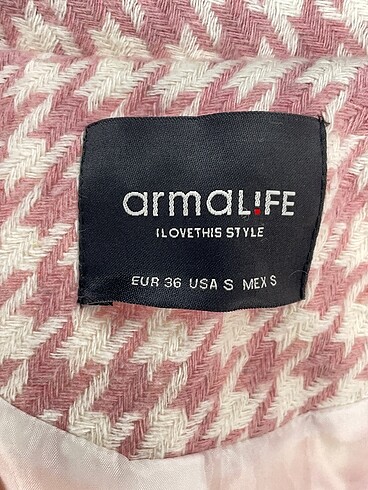 armaLIFE
ILOVETHIS STYLE
EUR 36 USA S MEX S